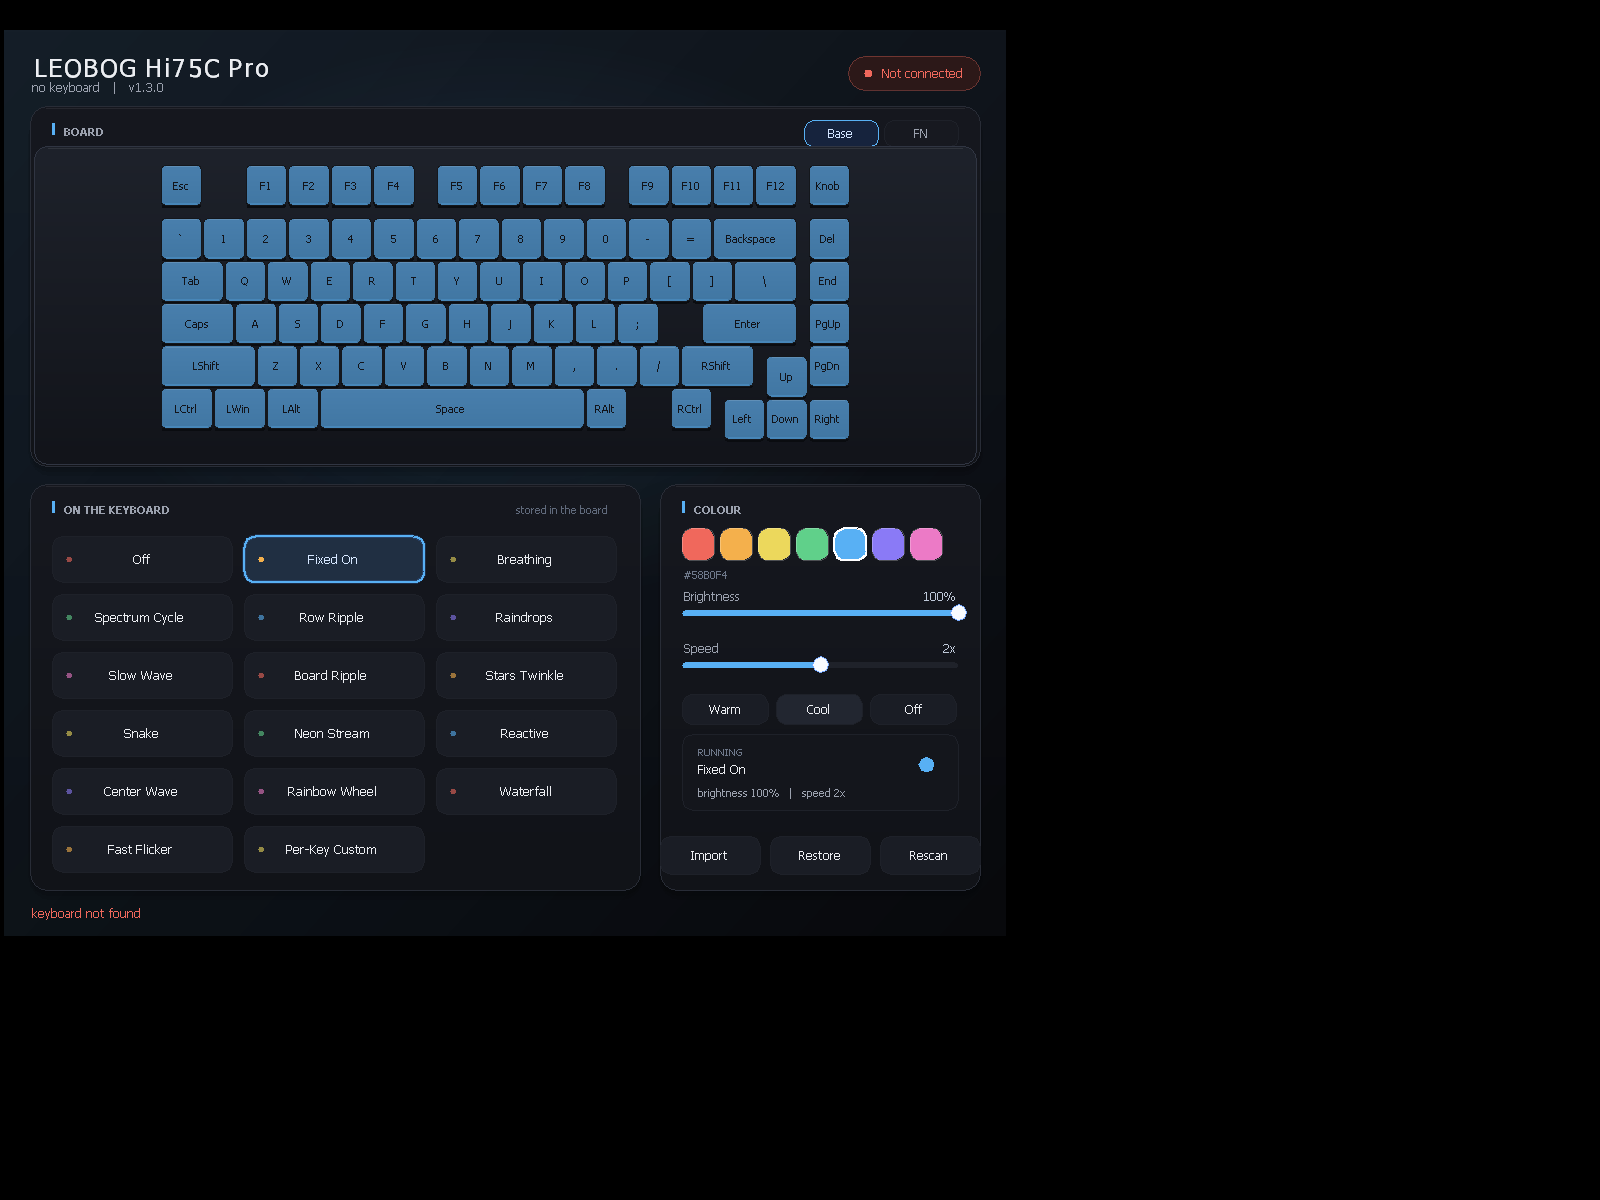 LEOBOG Hi75C Pro
no keyboard | v1.3.0
Not connected
BOARD
Base FN
Esc F1 F2 F3 F4 F5 F6 F7 F8 F9 F10 F11 F12 Knob
` 1 2 3 4 5 6 7 8 9 0 - = Backspace Del
Tab Q W E R T Y U I O P [ ] \ End
Caps A S D F G H J K L ; Enter PgUp
LShift Z X C V B N M , . / RShift Up PgDn
LCtrl LWin LAlt Space RAlt RCtrl Left Down Right
ON THE KEYBOARD stored in the board
Off Fixed On Breathing
Spectrum Cycle Row Ripple Raindrops
Slow Wave Board Ripple Stars Twinkle
Snake Neon Stream Reactive
Center Wave Rainbow Wheel Waterfall
Fast Flicker Per-Key Custom
COLOUR
#58B0F4
Brightness 100%
Speed 2x
Warm Cool Off
RUNNING
Fixed On
brightness 100% | speed 2x
Import Restore Rescan
keyboard not found